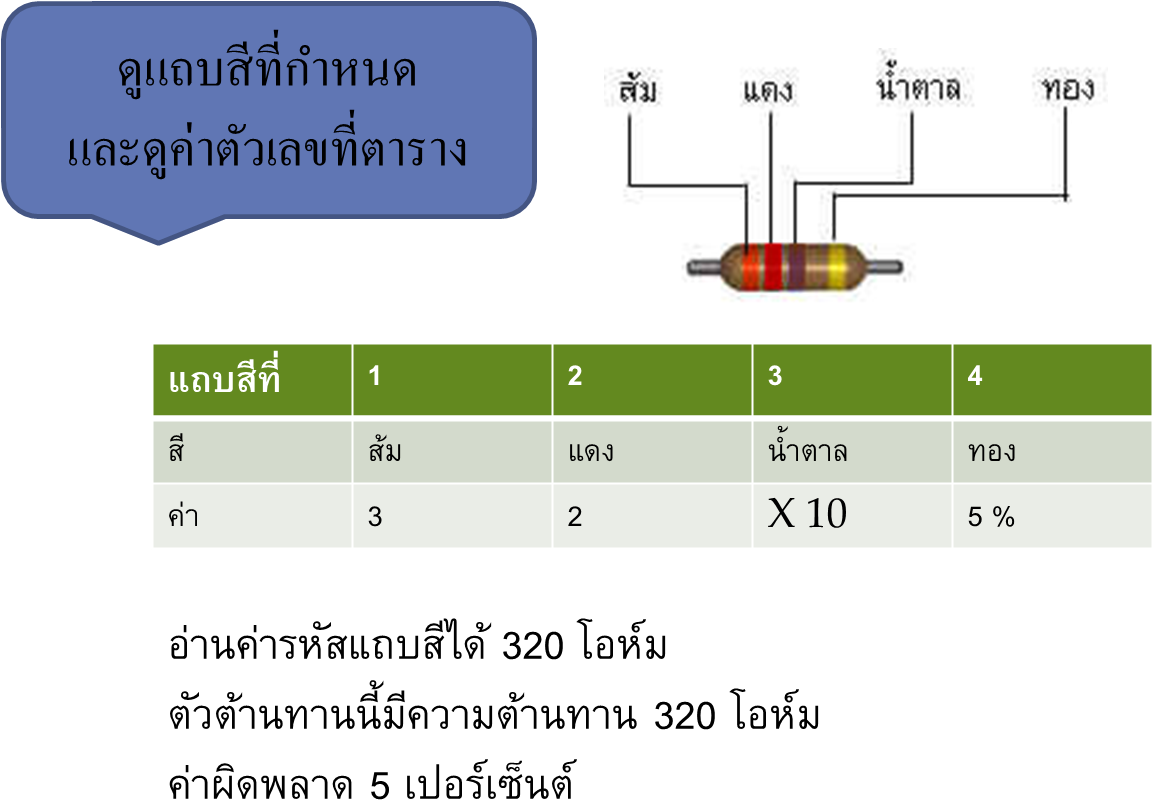 ดูแถบสีที่กำหนด
และดูค่าตัวเลขที่ตาราง
ส้ม แดง น้ำตาล ทอง
แถบสีที่ 1 2 3 4
สี ส้ม แดง น้ำตาล ทอง
ค่า 3 2 X 10 5 %
อ่านค่ารหัสแถบสีได้ 320 โอห์ม
ตัวต้านทานนี้มีความต้านทาน 320 โอห์ม
ค่าผิดพลาด 5 เปอร์เซ็นต์